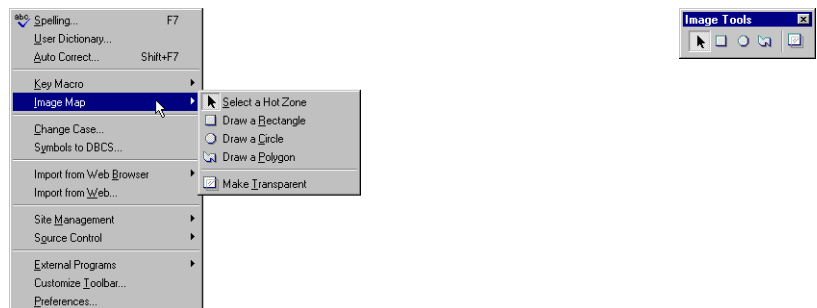 Spelling... F7
User Dictionary...
Auto Correct... Shift+F7
Key Macro
Image Map
Change Case...
Symbols to DBCS...
Import from Web Browser
Import from Web...
Site Management
Source Control
External Programs
Customize Toolbar...
Preferences...
Select a Hot Zone
Draw a Rectangle
Draw a Circle
Draw a Polygon
Make Transparent
Image Tools